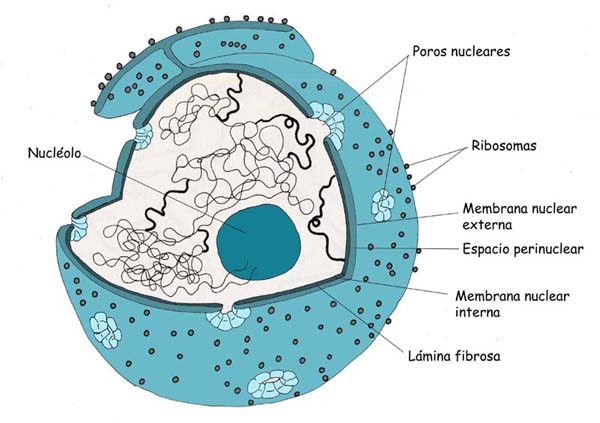 Poros nucleares
Nucléolo
Ribosomas
Membrana nuclear
externa
Espacio perinuclear
Membrana nuclear
interna
Lámina fibrosa